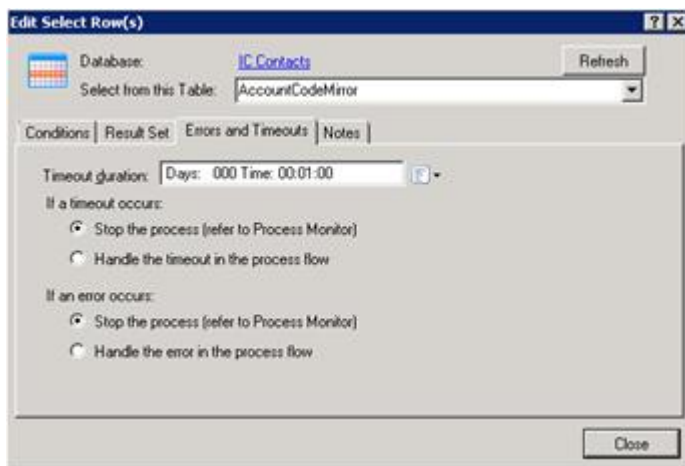 Edit Select Row(s)
Database: IC Contacts Refresh
Select from this Table: AccountCodeMirror
Conditions Result Set Errors and Timeouts Notes
Timeout duration: Days: 000 Time: 00:01:00
If a timeout occurs:
Stop the process (refer to Process Monitor)
Handle the timeout in the process flow
If an error occurs:
Stop the process (refer to Process Monitor)
Handle the error in the process flow
Close